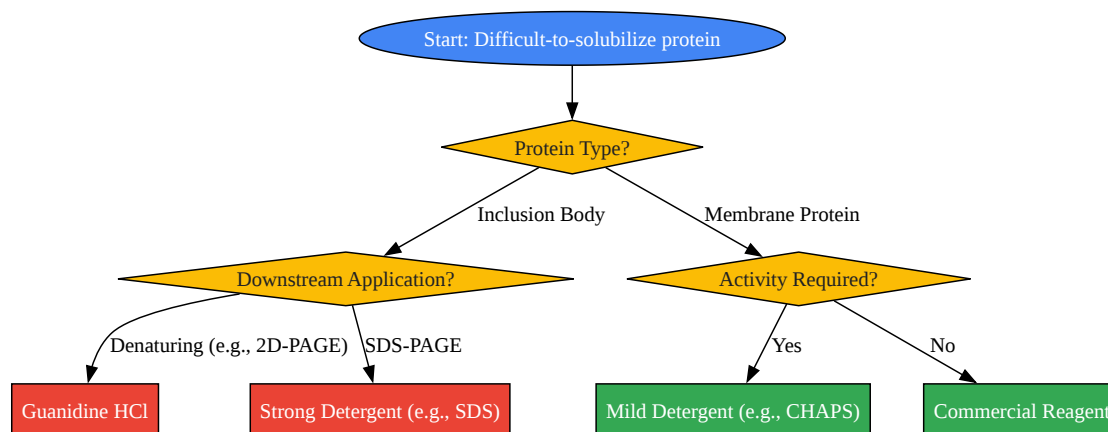 Start: Difficult-to-solubilize protein
Protein Type?
Inclusion Body
Membrane Protein
Downstream Application?
Activity Required?
Denaturing (e.g., 2D-PAGE)
SDS-PAGE
Yes
No
Guanidine HCl
Strong Detergent (e.g., SDS)
Mild Detergent (e.g., CHAPS)
Commercial Reagent